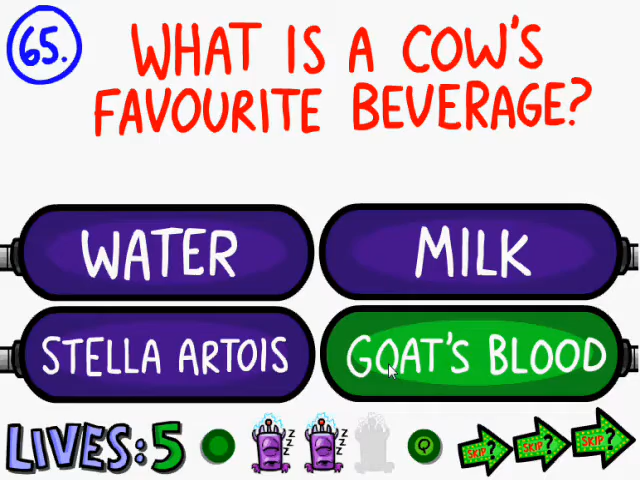 65.
WHAT IS A COW'S
FAVOURITE BEVERAGE?
WATER
MILK
STELLA ARTOIS
GOAT'S BLOOD
LIVES: 5
Z Z Z
Z Z Z
Q
SKIP?
SKIP?
SKIP?